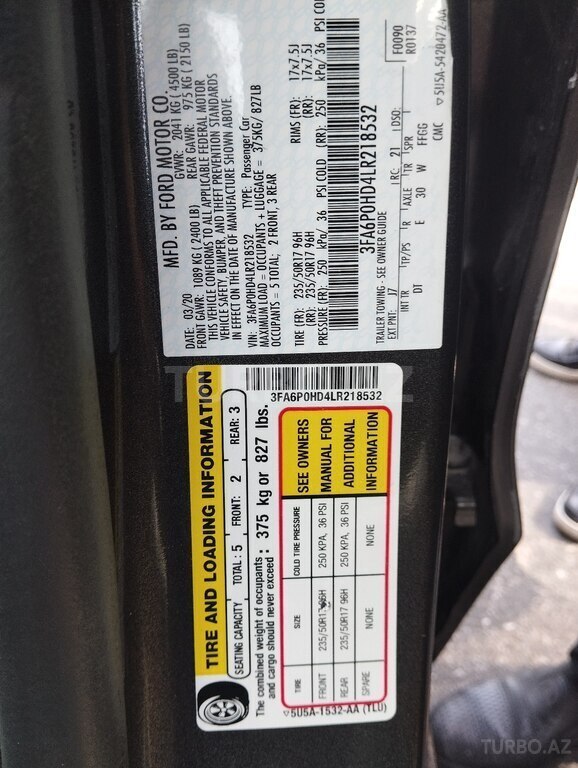 MFD. BY FORD MOTOR CO.
DATE: 03/20
GVWR: 2041 KG ( 4500 LB)
FRONT GAWR: 1089 KG (2400 LB)
REAR GAWR: 975 KG (2150 LB)
THIS VEHICLE CONFORMS TO ALL APPLICABLE FEDERAL MOTOR
VEHICLE SAFETY, BUMPER, AND THEFT PREVENTION STANDARDS
IN EFFECT ON THE DATE OF MANUFACTURE SHOWN ABOVE.
VIN: 3FA6P0HD4LR218532 TYPE: Passenger Car
MAXIMUM LOAD = OCCUPANTS + LUGGAGE = 375KG/ 827LB
OCCUPANTS = 5 TOTAL; 2 FRONT, 3 REAR
TIRE (FR): 235/50R17 96H RIMS (FR): 17x7.5J
(RR): 235/50R17 96H (RR): 17x7.5J
PRESSURE (FR): 250 kPa/ 36 PSI COLD (RR): 250 kPa/ 36 PSI COLD
3FA6P0HD4LR218532
F0090
R0137
TRAILER TOWING - SEE OWNER GUIDE
EXT PNT: J7 RC: 21 DSO:
INT TR TP/PS R AXLE TR SPR
DT E 30 W FFGG
CMC 5U5A-5420472-AA
TIRE AND LOADING INFORMATION
SEATING CAPACITY TOTAL: 5 FRONT: 2 REAR: 3
The combined weight of occupants
and cargo should never exceed : 375 kg or 827 lbs.
3FA6P0HD4LR218532
TIRE SIZE COLD TIRE PRESSURE
FRONT 235/50R17 96H 250 KPA, 36 PSI
REAR 235/50R17 96H 250 KPA, 36 PSI
SPARE NONE NONE
SEE OWNERS
MANUAL FOR
ADDITIONAL
INFORMATION
5U5A-1532-AA (TLU)
TURBO.AZ